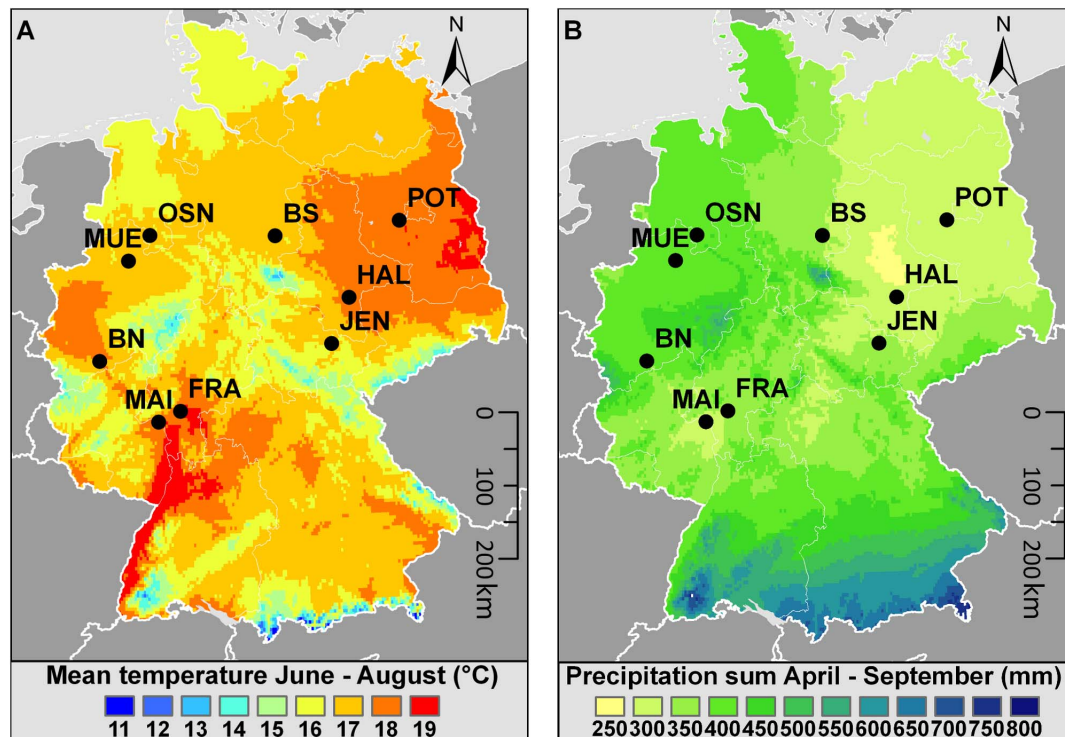 A
N
OSN
BS
POT
MUE
HAL
JEN
BN
FRA
MAI
0
100
200 km
Mean temperature June - August (°C)
11 12 13 14 15 16 17 18 19
B
N
OSN
BS
POT
MUE
HAL
JEN
BN
FRA
MAI
0
100
200 km
Precipitation sum April - September (mm)
250 300 350 400 450 500 550 600 650 700 750 800